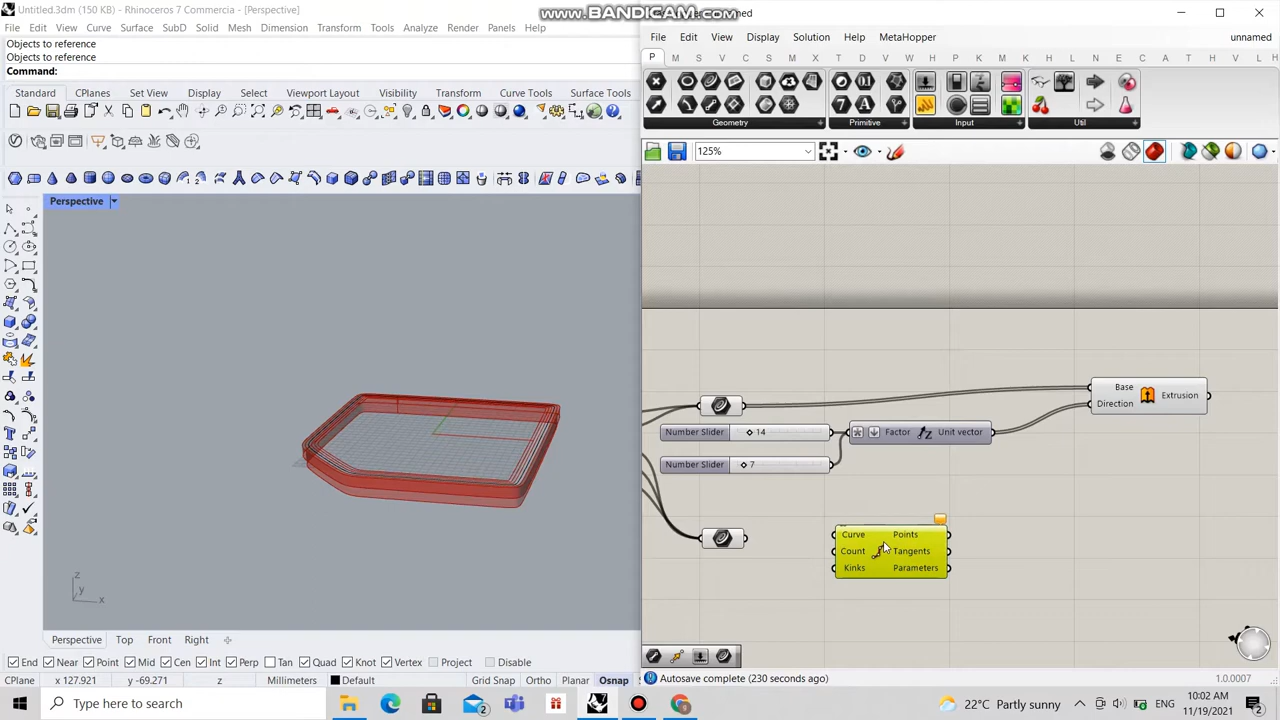 Untitled.3dm (150 KB) - Rhinoceros 7 Commercia - [Perspective]
www.BANDICAM.com
nned
File Edit View Curve Surface SubD Solid Mesh Dimension Transform Tools Analyze Render Panels Help
File Edit View Display Solution Help MetaHopper
unnamed
Objects to reference
Objects to reference
Command:
P M S V C S M X T D V W H K M S X J A P K M N E C D T H S L
Standard CPlanes Set View Display Select Viewport Layout Visibility Transform Curve Tools Surface Tools
Geometry Primitive Input Util
125%
Perspective
Base
Direction
Extrusion
Number Slider 14
Factor Unit vector
Number Slider 7
Curve Points
Count Tangents
Kinks Parameters
z
y
x
Perspective Top Front Right
End Near Point Mid Cen Int Perp Tan Quad Knot Vertex Project Disable
CPlane x 127.921 y -69.271 z Millimeters Default Grid Snap Ortho Planar Osnap
Autosave complete (230 seconds ago)
1.0.0007
Type here to search
22°C Partly sunny
ENG
10:02 AM
11/19/2021
2